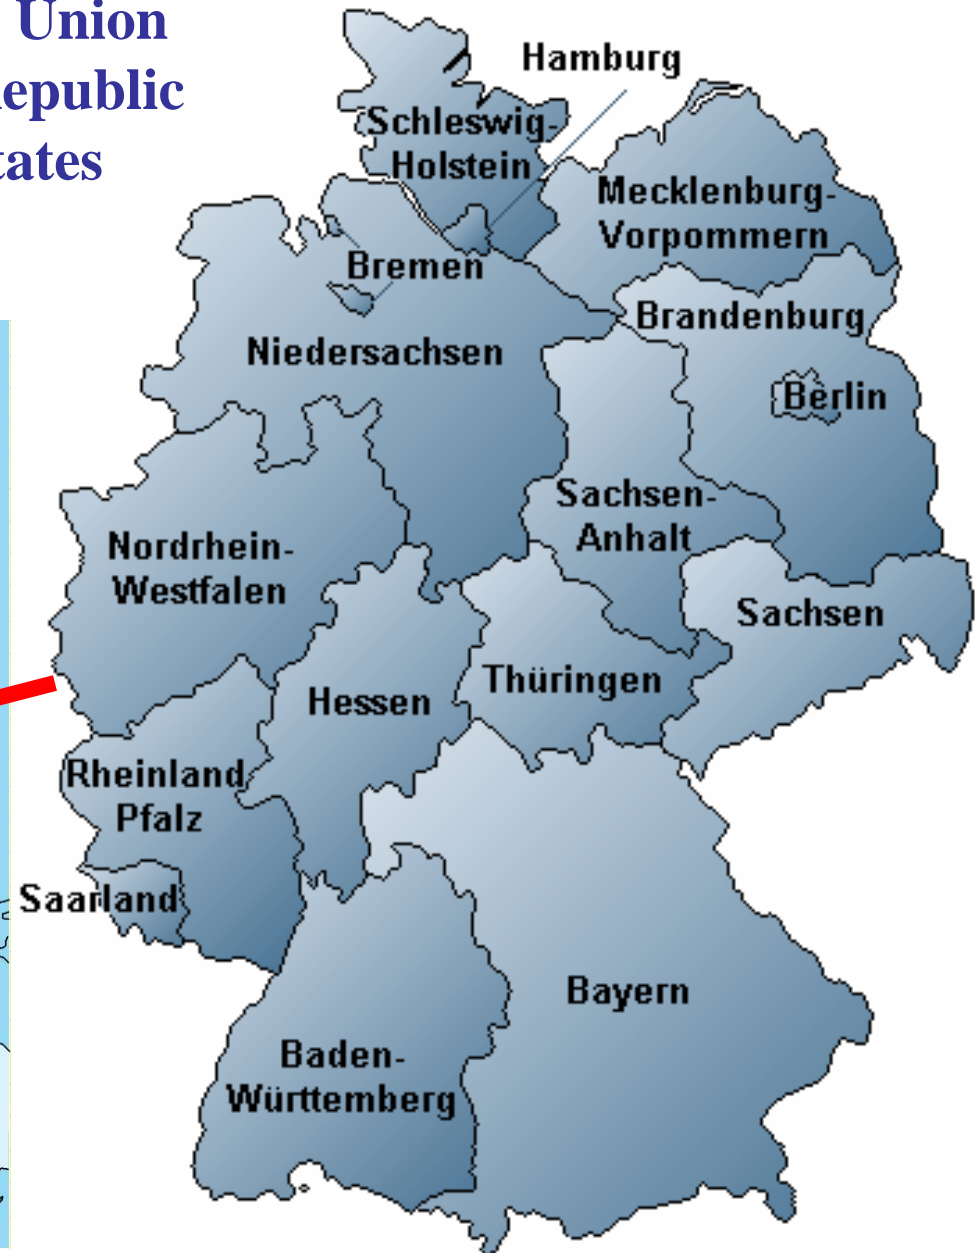 Union
epublic
tates
Hamburg
Schleswig-
Holstein
Mecklenburg-
Vorpommern
Bremen
Brandenburg
Niedersachsen
Berlin
Sachsen-
Anhalt
Nordrhein-
Westfalen
Sachsen
Thüringen
Hessen
Rheinland
Pfalz
Saarland
Bayern
Baden-
Württemberg